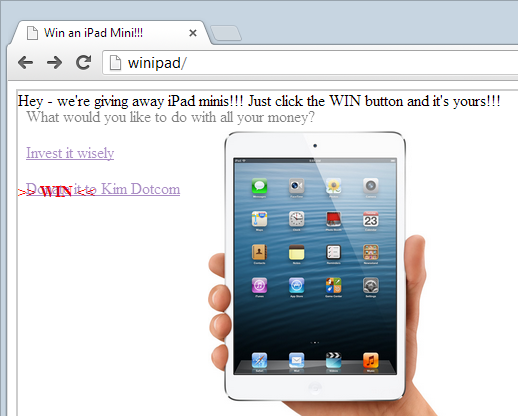 Win an iPad Mini!!!
winipad/
Hey - we're giving away iPad minis!!! Just click the WIN button and it's yours!!!
What would you like to do with all your money?
Invest it wisely
Donate it to Kim Dotcom
>> WIN <<
23